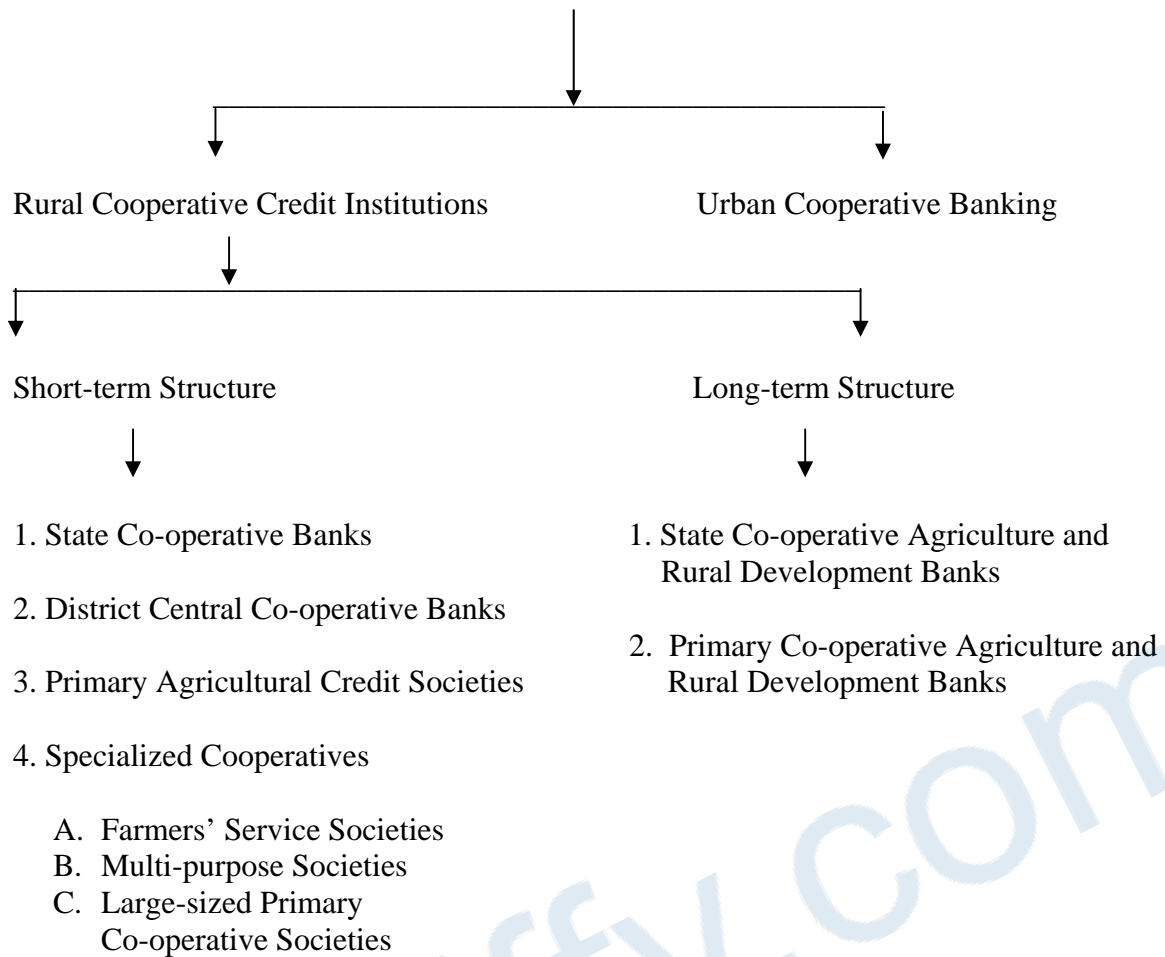 Rural Cooperative Credit Institutions
Urban Cooperative Banking
Short-term Structure
Long-term Structure
1. State Co-operative Banks
2. District Central Co-operative Banks
3. Primary Agricultural Credit Societies
4. Specialized Cooperatives
A. Farmers’ Service Societies
B. Multi-purpose Societies
C. Large-sized Primary
Co-operative Societies
1. State Co-operative Agriculture and
Rural Development Banks
2. Primary Co-operative Agriculture and
Rural Development Banks